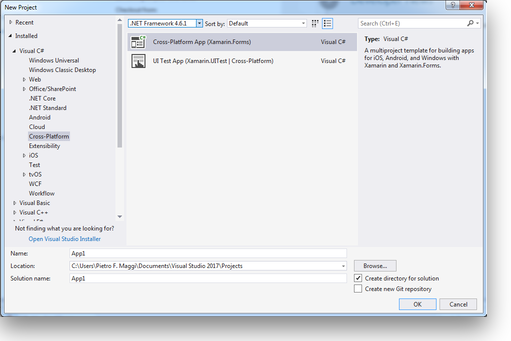 New Project
Recent
.NET Framework 4.6.1
Sort by: Default
Search (Ctrl+E)
Installed
Visual C#
Windows Universal
Windows Classic Desktop
Web
Office/SharePoint
.NET Core
.NET Standard
Android
Cloud
Cross-Platform
Extensibility
iOS
Test
tvOS
WCF
Workflow
Visual Basic
Visual C++
Not finding what you are looking for?
Open Visual Studio Installer
Cross-Platform App (Xamarin.Forms) Visual C#
UI Test App (Xamarin.UITest | Cross-Platform) Visual C#
Type: Visual C#
A multiproject template for building apps
for iOS, Android, and Windows with
Xamarin and Xamarin.Forms.
Name: App1
Location: C:\Users\Pietro F. Maggi\Documents\Visual Studio 2017\Projects
Browse...
Solution name: App1
Create directory for solution
Create new Git repository
OK
Cancel